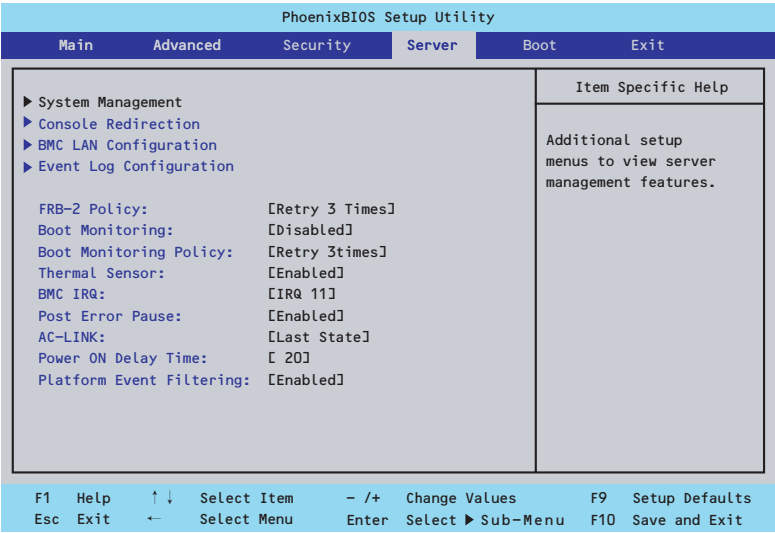 PhoenixBIOS Setup Utility
Main Advanced Security Server Boot Exit
▶ System Management
▶ Console Redirection
▶ BMC LAN Configuration
▶ Event Log Configuration
FRB-2 Policy: [Retry 3 Times]
Boot Monitoring: [Disabled]
Boot Monitoring Policy: [Retry 3times]
Thermal Sensor: [Enabled]
BMC IRQ: [IRQ 11]
Post Error Pause: [Enabled]
AC-LINK: [Last State]
Power ON Delay Time: [ 20]
Platform Event Filtering: [Enabled]
Item Specific Help
Additional setup
menus to view server
management features.
F1 Help ↑↓ Select Item - /+ Change Values F9 Setup Defaults
Esc Exit ← Select Menu Enter Select ▶ Sub-Menu F10 Save and Exit